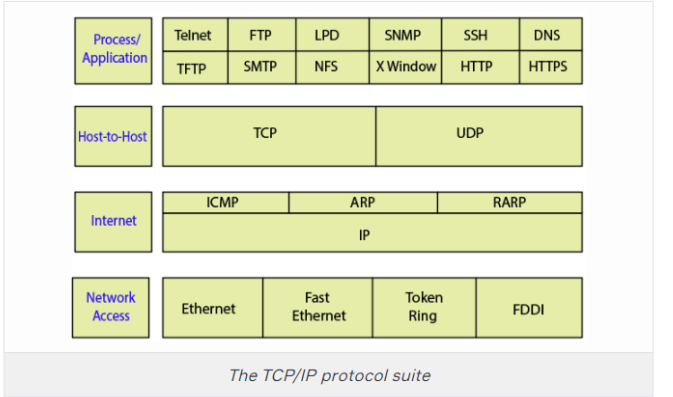 Process/
Application
Telnet FTP LPD SNMP SSH DNS
TFTP SMTP NFS X Window HTTP HTTPS
Host-to-Host
TCP UDP
Internet
ICMP ARP RARP
IP
Network
Access
Ethernet
Fast
Ethernet
Token
Ring
FDDI
The TCP/IP protocol suite